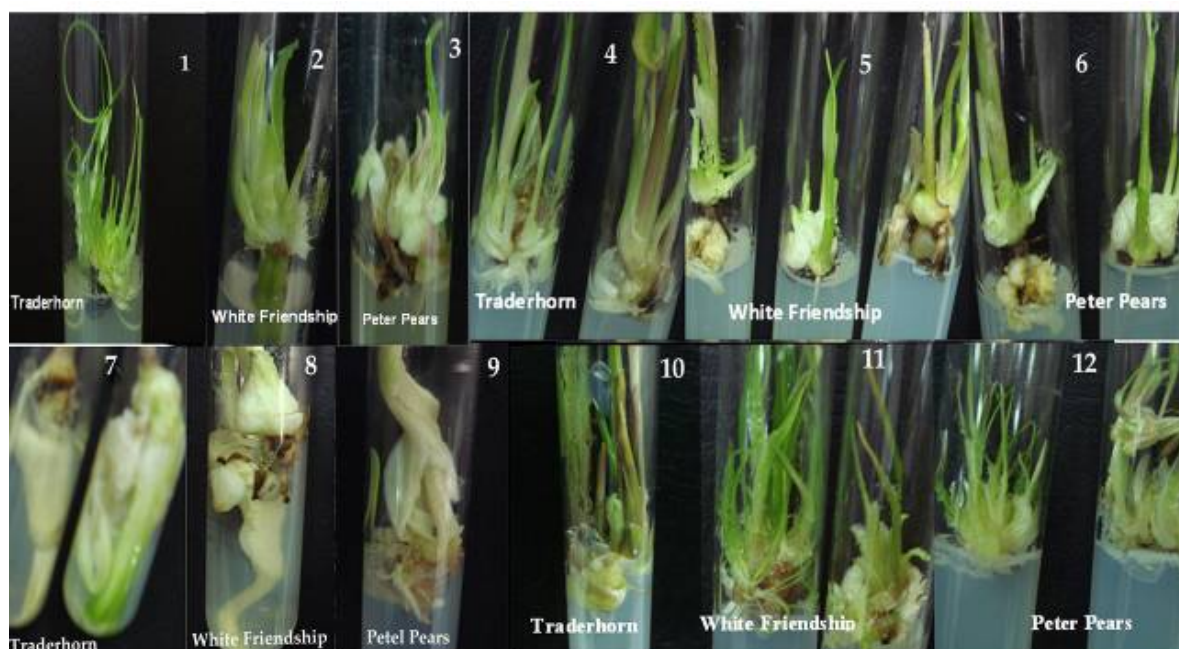 1
2
3
4
5
6
Traderhorn
White Friendship
Peter Pears
Traderhorn
White Friendship
Peter Pears
7
8
9
10
11
12
Traderhorn
White Friendship
Petel Pears
Traderhorn
White Friendship
Peter Pears